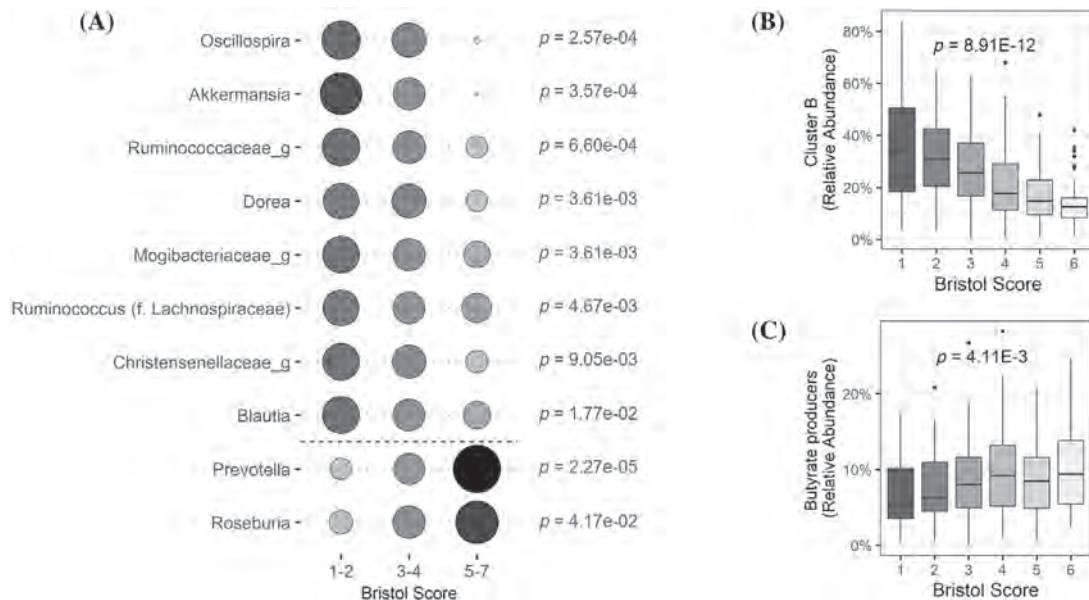 (A)
Oscillospira
p = 2.57e-04
Akkermansia
p = 3.57e-04
Ruminococcaceae_g
p = 6.60e-04
Dorea
p = 3.61e-03
Mogibacteriaceae_g
p = 3.81e-03
Ruminococcus (f. Lachnospiraceae)
p = 4.67e-03
Christensenellaceae_g
p = 9.05e-03
Blautia
p = 1.77e-02
Prevotella
p = 2.27e-05
Roseburia
p = 4.17e-02
1-2 3-4 5-7
Bristol Score
(B)
p = 8.91E-12
Cluster B
(Relative Abundance)
80%
60%
40%
20%
0%
1 2 3 4 5 6
Bristol Score
(C)
p = 4.11E-3
Butyrate producers
(Relative Abundance)
20%
10%
0%
1 2 3 4 5 6
Bristol Score